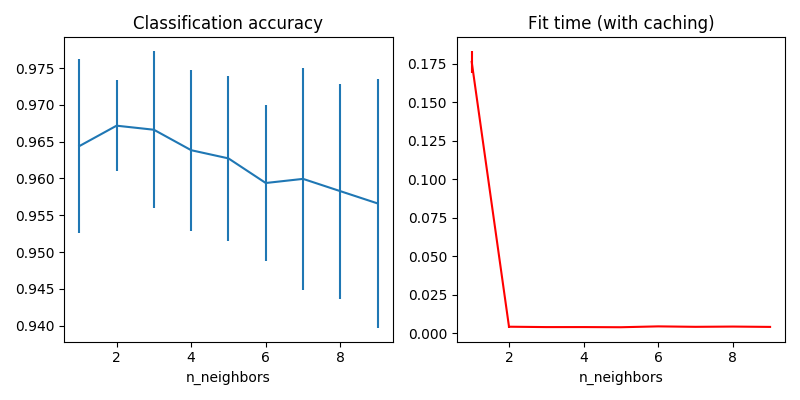 Classification accuracy
0.975
0.970
0.965
0.960
0.955
0.950
0.945
0.940
2 4 6 8
n_neighbors
Fit time (with caching)
0.175
0.150
0.125
0.100
0.075
0.050
0.025
0.000
2 4 6 8
n_neighbors